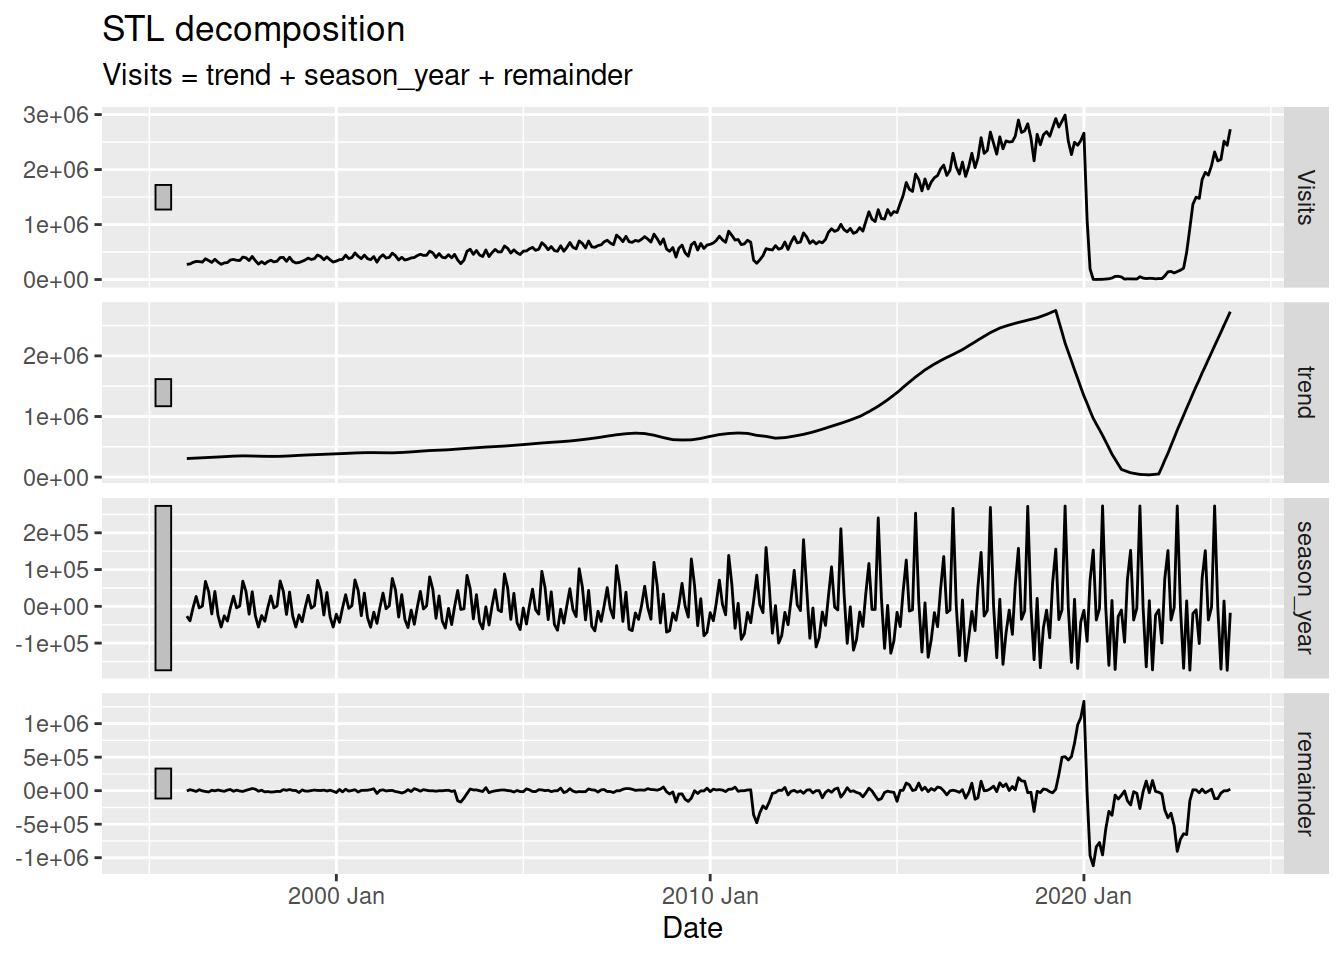 STL decomposition
Visits = trend + season_year + remainder
3e+06
2e+06
1e+06
0e+00
Visits
2e+06
1e+06
0e+00
trend
2e+05
1e+05
0e+00
-1e+05
season_year
1e+06
5e+05
0e+00
-5e+05
-1e+06
remainder
2000 Jan
2010 Jan
2020 Jan
Date